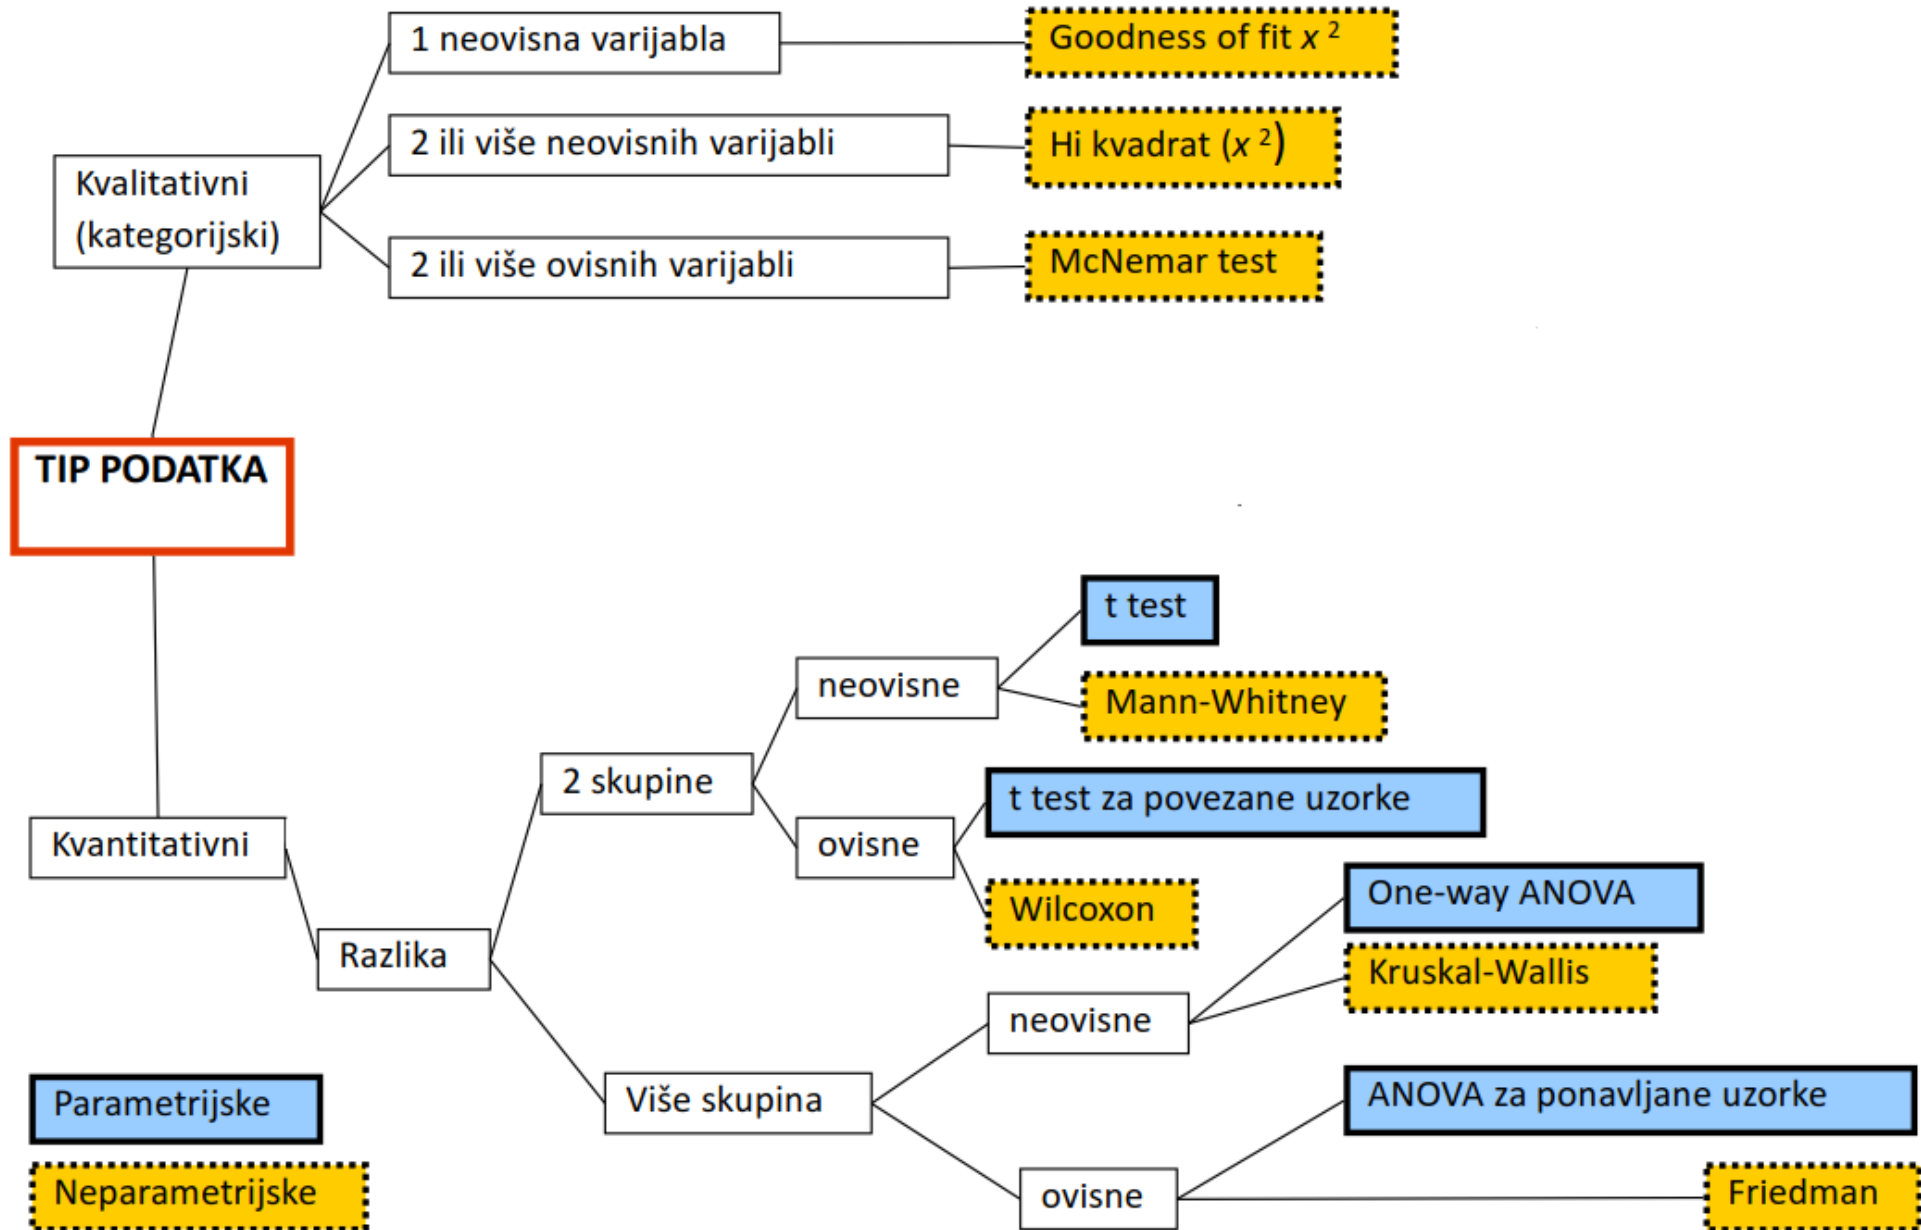 1 neovisna varijabla
Goodness of fit x ²
2 ili više neovisnih varijabli
Hi kvadrat (x ²)
Kvalitativni
(kategorijski)
2 ili više ovisnih varijabli
McNemar test
TIP PODATKA
t test
neovisne
Mann-Whitney
2 skupine
t test za povezane uzorke
Kvantitativni
ovisne
One-way ANOVA
Wilcoxon
Razlika
Kruskal-Wallis
neovisne
Parametrijske
Više skupina
ANOVA za ponavljane uzorke
Neparametrijske
ovisne
Friedman